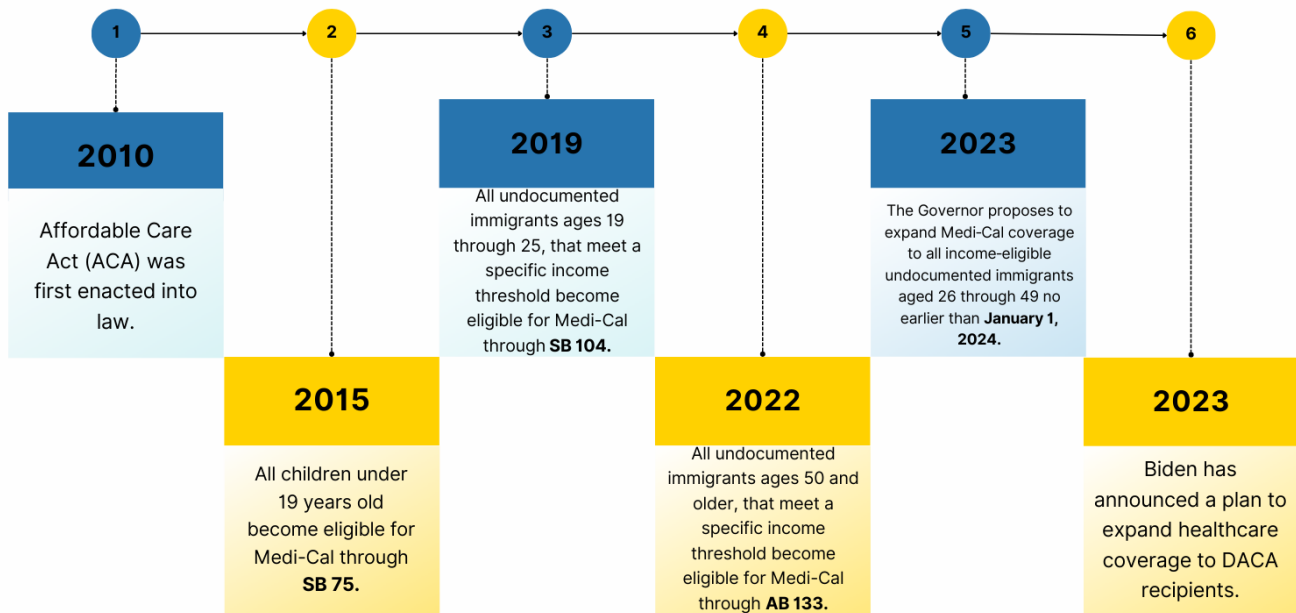 1
2
3
4
5
6
2010
Affordable Care
Act (ACA) was
first enacted into
law.
2015
All children under
19 years old
become eligible for
Medi-Cal through
SB 75.
2019
All undocumented
immigrants ages 19
through 25, that meet a
specific income
threshold become
eligible for Medi-Cal
through SB 104.
2022
All undocumented
immigrants ages 50 and
older, that meet a
specific income
threshold become
eligible for Medi-Cal
through AB 133.
2023
The Governor proposes to
expand Medi-Cal coverage
to all income-eligible
undocumented immigrants
aged 26 through 49 no
earlier than January 1,
2024.
2023
Biden has
announced a plan to
expand healthcare
coverage to DACA
recipients.